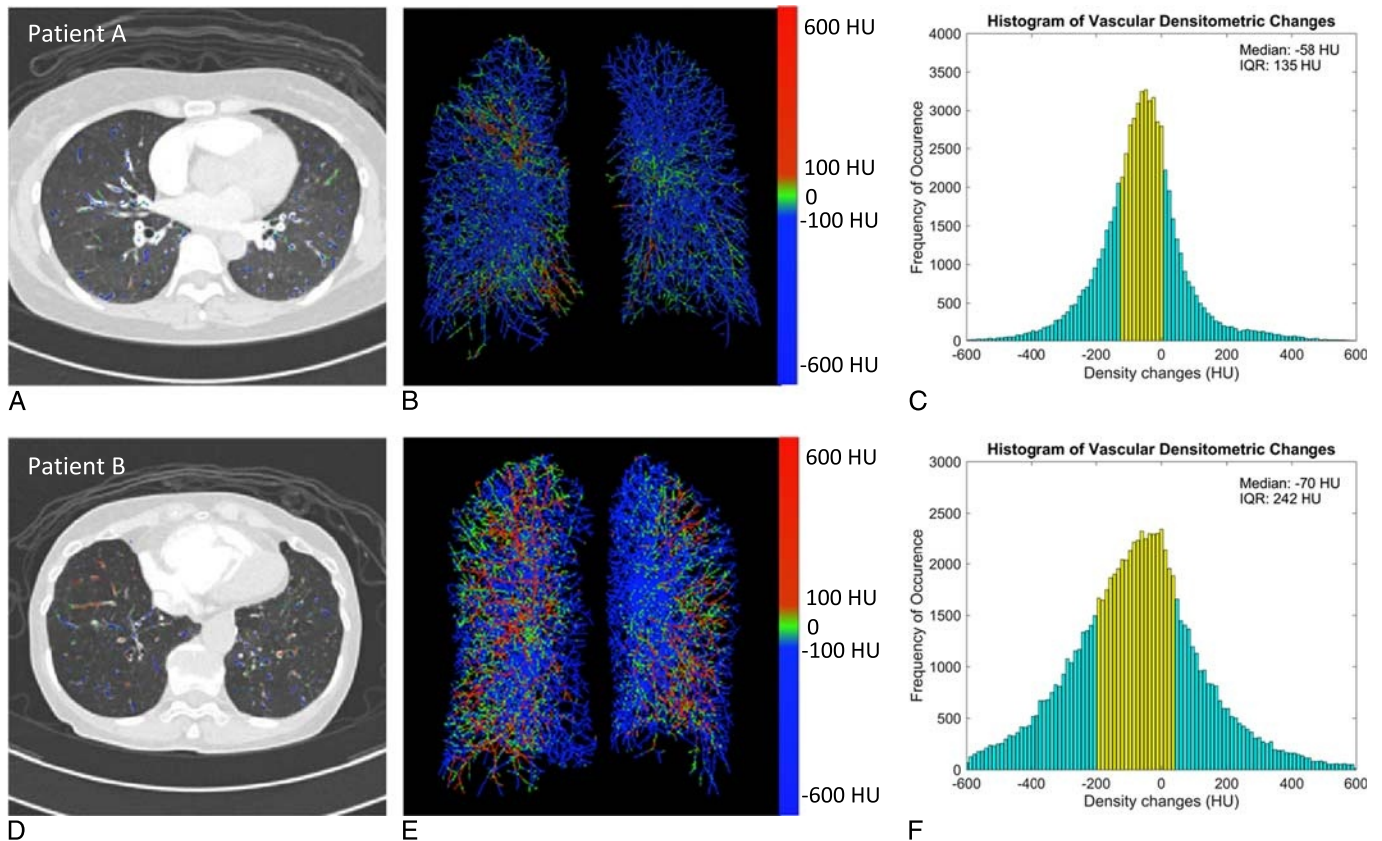 Patient A
600 HU
100 HU
0
-100 HU
-600 HU
Histogram of Vascular Densitometric Changes
Median: -58 HU
IQR: 135 HU
Frequency of Occurence
4000
3500
3000
2500
2000
1500
1000
500
0
-600 -400 -200 0 200 400 600
Density changes (HU)
A
B
C
Patient B
600 HU
100 HU
0
-100 HU
-600 HU
Histogram of Vascular Densitometric Changes
Median: -70 HU
IQR: 242 HU
Frequency of Occurence
3000
2500
2000
1500
1000
500
0
-600 -400 -200 0 200 400 600
Density changes (HU)
D
E
F